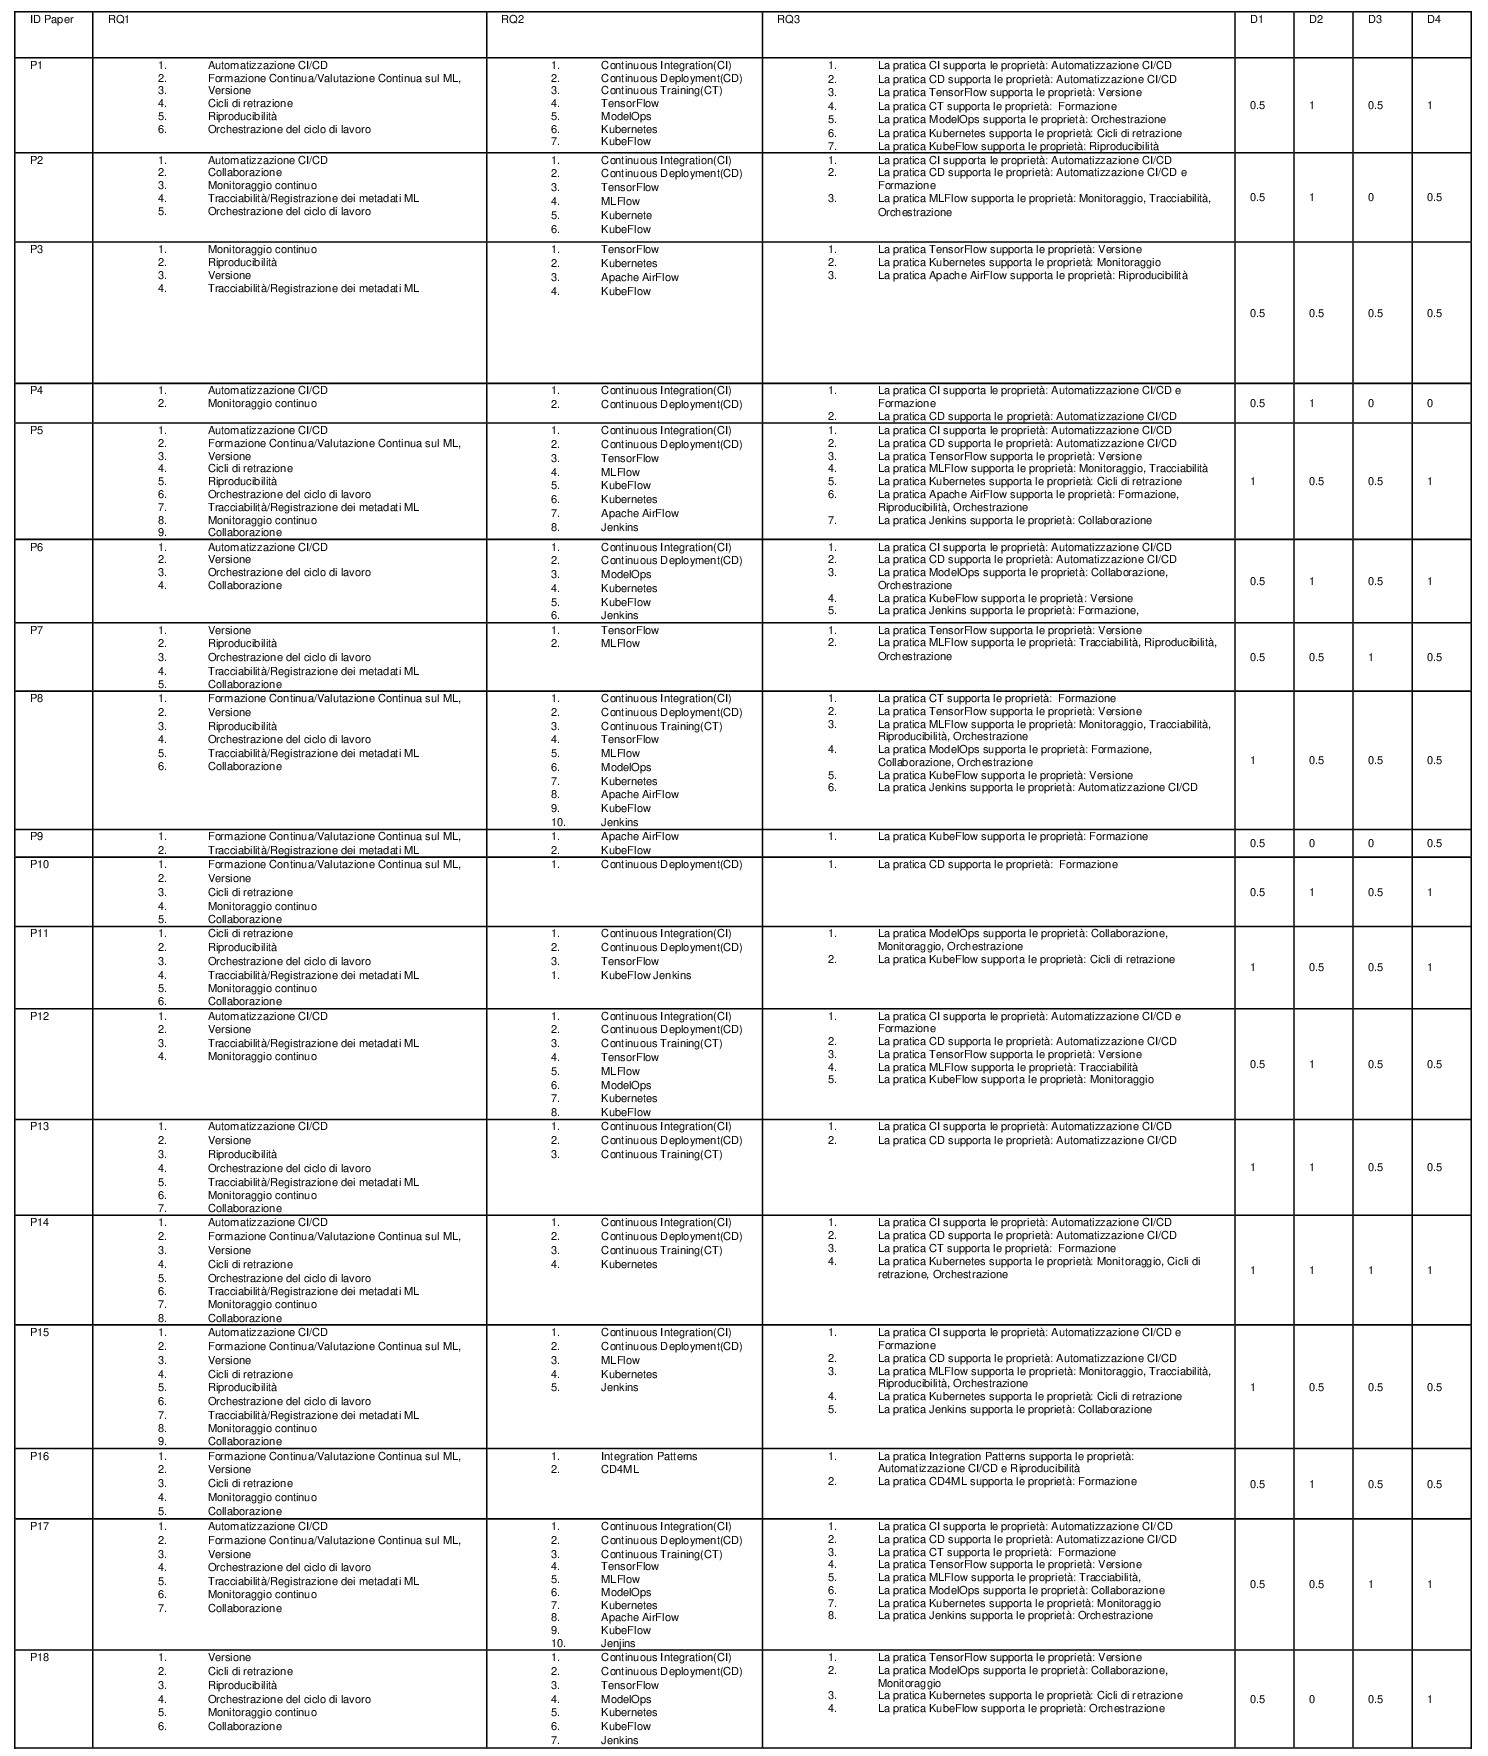 ID Paper RQ1 RQ2 RQ3 D1 D2 D3 D4
P1
1. Automatizzazione CI/CD
2. Formazione Continua/Valutazione Continua sul ML,
3. Versione
4. Cicli di retrazione
5. Riproducibilità
6. Orchestrazione del ciclo di lavoro
1. Continuous Integration(CI)
2. Continuous Deployment(CD)
3. Continuous Training(CT)
4. TensorFlow
5. ModelOps
6. Kubernetes
7. KubeFlow
1. La pratica CI supporta le proprietà: Automatizzazione CI/CD
2. La pratica CD supporta le proprietà: Automatizzazione CI/CD
3. La pratica TensorFlow supporta le proprietà: Versione
4. La pratica CT supporta le proprietà: Formazione
5. La pratica ModelOps supporta le proprietà: Orchestrazione
6. La pratica Kubernetes supporta le proprietà: Cicli di retrazione
7. La pratica KubeFlow supporta le proprietà: Riproducibilità
0.5 1 0.5 1
P2
1. Automatizzazione CI/CD
2. Collaborazione
3. Monitoraggio continuo
4. Tracciabilità/Registrazione dei metadati ML
5. Orchestrazione del ciclo di lavoro
1. Continuous Integration(CI)
2. Continuous Deployment(CD)
3. TensorFlow
4. MLFlow
5. Kubernete
6. KubeFlow
1. La pratica CI supporta le proprietà: Automatizzazione CI/CD
2. La pratica CD supporta le proprietà: Automatizzazione CI/CD e
Formazione
3. La pratica MLFlow supporta le proprietà: Monitoraggio, Tracciabilità,
Orchestrazione
0.5 1 0 0.5
P3
1. Monitoraggio continuo
2. Riproducibilità
3. Versione
4. Tracciabilità/Registrazione dei metadati ML
1. TensorFlow
2. Kubernetes
3. Apache AirFlow
4. KubeFlow
1. La pratica TensorFlow supporta le proprietà: Versione
2. La pratica Kubernetes supporta le proprietà: Monitoraggio
3. La pratica Apache AirFlow supporta le proprietà: Riproducibilità
0.5 0.5 0.5 0.5
P4
1. Automatizzazione CI/CD
2. Monitoraggio continuo
1. Continuous Integration(CI)
2. Continuous Deployment(CD)
1. La pratica CI supporta le proprietà: Automatizzazione CI/CD e
Formazione
2. La pratica CD supporta le proprietà: Automatizzazione CI/CD
0.5 1 0 0
P5
1. Automatizzazione CI/CD
2. Formazione Continua/Valutazione Continua sul ML,
3. Versione
4. Cicli di retrazione
5. Riproducibilità
6. Orchestrazione del ciclo di lavoro
7. Tracciabilità/Registrazione dei metadati ML
8. Monitoraggio continuo
9. Collaborazione
1. Continuous Integration(CI)
2. Continuous Deployment(CD)
3. TensorFlow
4. MLFlow
5. KubeFlow
6. Kubernetes
7. Apache AirFlow
8. Jenkins
1. La pratica CI supporta le proprietà: Automatizzazione CI/CD
2. La pratica CD supporta le proprietà: Automatizzazione CI/CD
3. La pratica TensorFlow supporta le proprietà: Versione
4. La pratica MLFlow supporta le proprietà: Monitoraggio, Tracciabilità
5. La pratica Kubernetes supporta le proprietà: Cicli di retrazione
6. La pratica Apache AirFlow supporta le proprietà: Formazione,
Riproducibilità, Orchestrazione
7. La pratica Jenkins supporta le proprietà: Collaborazione
1 0.5 0.5 1
P6
1. Automatizzazione CI/CD
2. Versione
3. Orchestrazione del ciclo di lavoro
4. Collaborazione
1. Continuous Integration(CI)
2. Continuous Deployment(CD)
3. ModelOps
4. Kubernetes
5. KubeFlow
6. Jenkins
1. La pratica CI supporta le proprietà: Automatizzazione CI/CD
2. La pratica CD supporta le proprietà: Automatizzazione CI/CD
3. La pratica ModelOps supporta le proprietà: Collaborazione,
Orchestrazione
4. La pratica KubeFlow supporta le proprietà: Versione
5. La pratica Jenkins supporta le proprietà: Formazione,
0.5 1 0.5 1
P7
1. Versione
2. Riproducibilità
3. Orchestrazione del ciclo di lavoro
4. Tracciabilità/Registrazione dei metadati ML
5. Collaborazione
1. TensorFlow
2. MLFlow
1. La pratica TensorFlow supporta le proprietà: Versione
2. La pratica MLFlow supporta le proprietà: Tracciabilità, Riproducibilità,
Orchestrazione
0.5 0.5 1 0.5
P8
1. Formazione Continua/Valutazione Continua sul ML,
2. Versione
3. Riproducibilità
4. Orchestrazione del ciclo di lavoro
5. Tracciabilità/Registrazione dei metadati ML
6. Collaborazione
1. Continuous Integration(CI)
2. Continuous Deployment(CD)
3. Continuous Training(CT)
4. TensorFlow
5. MLFlow
6. ModelOps
7. Kubernetes
8. Apache AirFlow
9. KubeFlow
10. Jenkins
1. La pratica CT supporta le proprietà: Formazione
2. La pratica TensorFlow supporta le proprietà: Versione
3. La pratica MLFlow supporta le proprietà: Monitoraggio, Tracciabilità,
Riproducibilità, Orchestrazione
4. La pratica ModelOps supporta le proprietà: Formazione,
Collaborazione, Orchestrazione
5. La pratica KubeFlow supporta le proprietà: Versione
6. La pratica Jenkins supporta le proprietà: Automatizzazione CI/CD
1 0.5 0.5 0.5
P9
1. Formazione Continua/Valutazione Continua sul ML,
2. Tracciabilità/Registrazione dei metadati ML
1. Apache AirFlow
2. KubeFlow
1. La pratica KubeFlow supporta le proprietà: Formazione
0.5 0 0 0.5
P10
1. Formazione Continua/Valutazione Continua sul ML,
2. Versione
3. Cicli di retrazione
4. Monitoraggio continuo
5. Collaborazione
1. Continuous Deployment(CD)
1. La pratica CD supporta le proprietà: Formazione
0.5 1 0.5 1
P11
1. Cicli di retrazione
2. Riproducibilità
3. Orchestrazione del ciclo di lavoro
4. Tracciabilità/Registrazione dei metadati ML
5. Monitoraggio continuo
6. Collaborazione
1. Continuous Integration(CI)
2. Continuous Deployment(CD)
3. TensorFlow
1. KubeFlow Jenkins
1. La pratica ModelOps supporta le proprietà: Collaborazione,
Monitoraggio, Orchestrazione
2. La pratica KubeFlow supporta le proprietà: Cicli di retrazione
1 0.5 0.5 1
P12
1. Automatizzazione CI/CD
2. Versione
3. Tracciabilità/Registrazione dei metadati ML
4. Monitoraggio continuo
1. Continuous Integration(CI)
2. Continuous Deployment(CD)
3. Continuous Training(CT)
4. TensorFlow
5. MLFlow
6. ModelOps
7. Kubernetes
8. KubeFlow
1. La pratica CI supporta le proprietà: Automatizzazione CI/CD e
Formazione
2. La pratica CD supporta le proprietà: Automatizzazione CI/CD
3. La pratica TensorFlow supporta le proprietà: Versione
4. La pratica MLFlow supporta le proprietà: Tracciabilità
5. La pratica KubeFlow supporta le proprietà: Monitoraggio
0.5 1 0.5 0.5
P13
1. Automatizzazione CI/CD
2. Versione
3. Riproducibilità
4. Orchestrazione del ciclo di lavoro
5. Tracciabilità/Registrazione dei metadati ML
6. Monitoraggio continuo
7. Collaborazione
1. Continuous Integration(CI)
2. Continuous Deployment(CD)
3. Continuous Training(CT)
1. La pratica CI supporta le proprietà: Automatizzazione CI/CD
2. La pratica CD supporta le proprietà: Automatizzazione CI/CD
1 1 0.5 0.5
P14
1. Automatizzazione CI/CD
2. Formazione Continua/Valutazione Continua sul ML,
3. Versione
4. Cicli di retrazione
5. Orchestrazione del ciclo di lavoro
6. Tracciabilità/Registrazione dei metadati ML
7. Monitoraggio continuo
8. Collaborazione
1. Continuous Integration(CI)
2. Continuous Deployment(CD)
3. Continuous Training(CT)
4. Kubernetes
1. La pratica CI supporta le proprietà: Automatizzazione CI/CD
2. La pratica CD supporta le proprietà: Automatizzazione CI/CD
3. La pratica CT supporta le proprietà: Formazione
4. La pratica Kubernetes supporta le proprietà: Monitoraggio, Cicli di
retrazione, Orchestrazione
1 1 1 1
P15
1. Automatizzazione CI/CD
2. Formazione Continua/Valutazione Continua sul ML,
3. Versione
4. Cicli di retrazione
5. Riproducibilità
6. Orchestrazione del ciclo di lavoro
7. Tracciabilità/Registrazione dei metadati ML
8. Monitoraggio continuo
9. Collaborazione
1. Continuous Integration(CI)
2. Continuous Deployment(CD)
3. MLFlow
4. Kubernetes
5. Jenkins
1. La pratica CI supporta le proprietà: Automatizzazione CI/CD e
Formazione
2. La pratica CD supporta le proprietà: Automatizzazione CI/CD
3. La pratica MLFlow supporta le proprietà: Monitoraggio, Tracciabilità,
Riproducibilità, Orchestrazione
4. La pratica Kubernetes supporta le proprietà: Cicli di retrazione
5. La pratica Jenkins supporta le proprietà: Collaborazione
1 0.5 0.5 0.5
P16
1. Formazione Continua/Valutazione Continua sul ML,
2. Versione
3. Cicli di retrazione
4. Monitoraggio continuo
5. Collaborazione
1. Integration Patterns
2. CD4ML
1. La pratica Integration Patterns supporta le proprietà:
Automatizzazione CI/CD e Riproducibilità
2. La pratica CD4ML supporta le proprietà: Formazione
0.5 1 0.5 0.5
P17
1. Automatizzazione CI/CD
2. Formazione Continua/Valutazione Continua sul ML,
3. Versione
4. Orchestrazione del ciclo di lavoro
5. Tracciabilità/Registrazione dei metadati ML
6. Monitoraggio continuo
7. Collaborazione
1. Continuous Integration(CI)
2. Continuous Deployment(CD)
3. Continuous Training(CT)
4. TensorFlow
5. MLFlow
6. ModelOps
7. Kubernetes
8. Apache AirFlow
9. KubeFlow
10. Jenjins
1. La pratica CI supporta le proprietà: Automatizzazione CI/CD
2. La pratica CD supporta le proprietà: Automatizzazione CI/CD
3. La pratica CT supporta le proprietà: Formazione
4. La pratica TensorFlow supporta le proprietà: Versione
5. La pratica MLFlow supporta le proprietà: Tracciabilità,
6. La pratica ModelOps supporta le proprietà: Collaborazione
7. La pratica Kubernetes supporta le proprietà: Monitoraggio
8. La pratica Jenkins supporta le proprietà: Orchestrazione
0.5 0.5 1 1
P18
1. Versione
2. Cicli di retrazione
3. Riproducibilità
4. Orchestrazione del ciclo di lavoro
5. Monitoraggio continuo
6. Collaborazione
1. Continuous Integration(CI)
2. Continuous Deployment(CD)
3. TensorFlow
4. ModelOps
5. Kubernetes
6. KubeFlow
7. Jenkins
1. La pratica TensorFlow supporta le proprietà: Versione
2. La pratica ModelOps supporta le proprietà: Collaborazione,
Monitoraggio
3. La pratica Kubernetes supporta le proprietà: Cicli di retrazione
4. La pratica KubeFlow supporta le proprietà: Orchestrazione
0.5 0 0.5 1